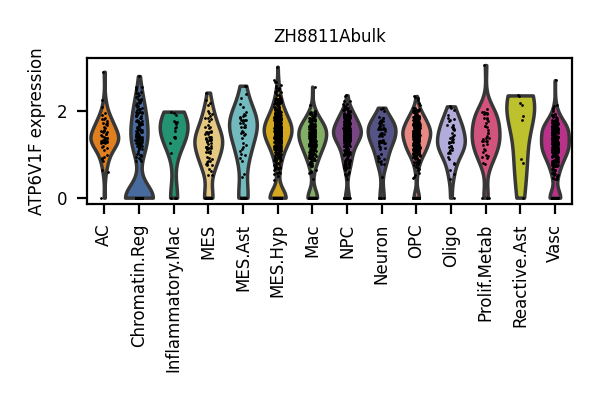 ZH8811Abulk
ATP6V1F expression
2
0
AC
Chromatin.Reg
Inflammatory.Mac
MES
MES.Ast
MES.Hyp
Mac
NPC
Neuron
OPC
Oligo
Prolif.Metab
Reactive.Ast
Vasc